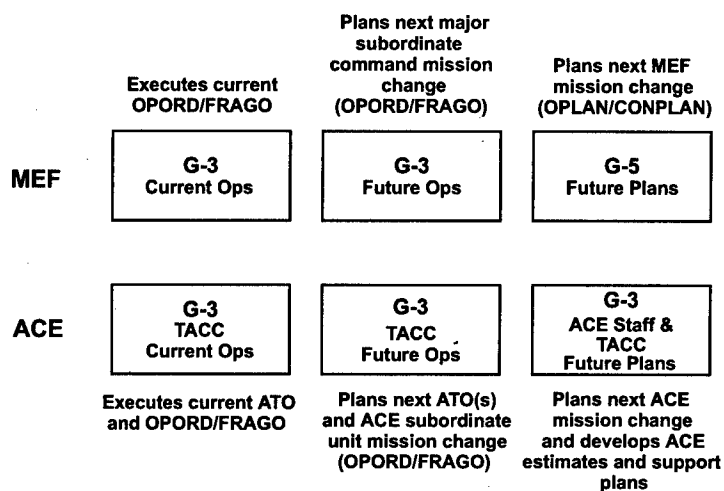 Executes current
OPORD/FRAGO
Plans next major
subordinate
command mission
change
(OPORD/FRAGO)
Plans next MEF
mission change
(OPLAN/CONPLAN)
MEF
G-3
Current Ops
G-3
Future Ops
G-5
Future Plans
ACE
G-3
TACC
Current Ops
G-3
TACC
Future Ops
G-3
ACE Staff &
TACC
Future Plans
Executes current ATO
and OPORD/FRAGO
Plans next ATO(s)
and ACE subordinate
unit mission change
(OPORD/FRAGO)
Plans next ACE
mission change
and develops ACE
estimates and support
plans